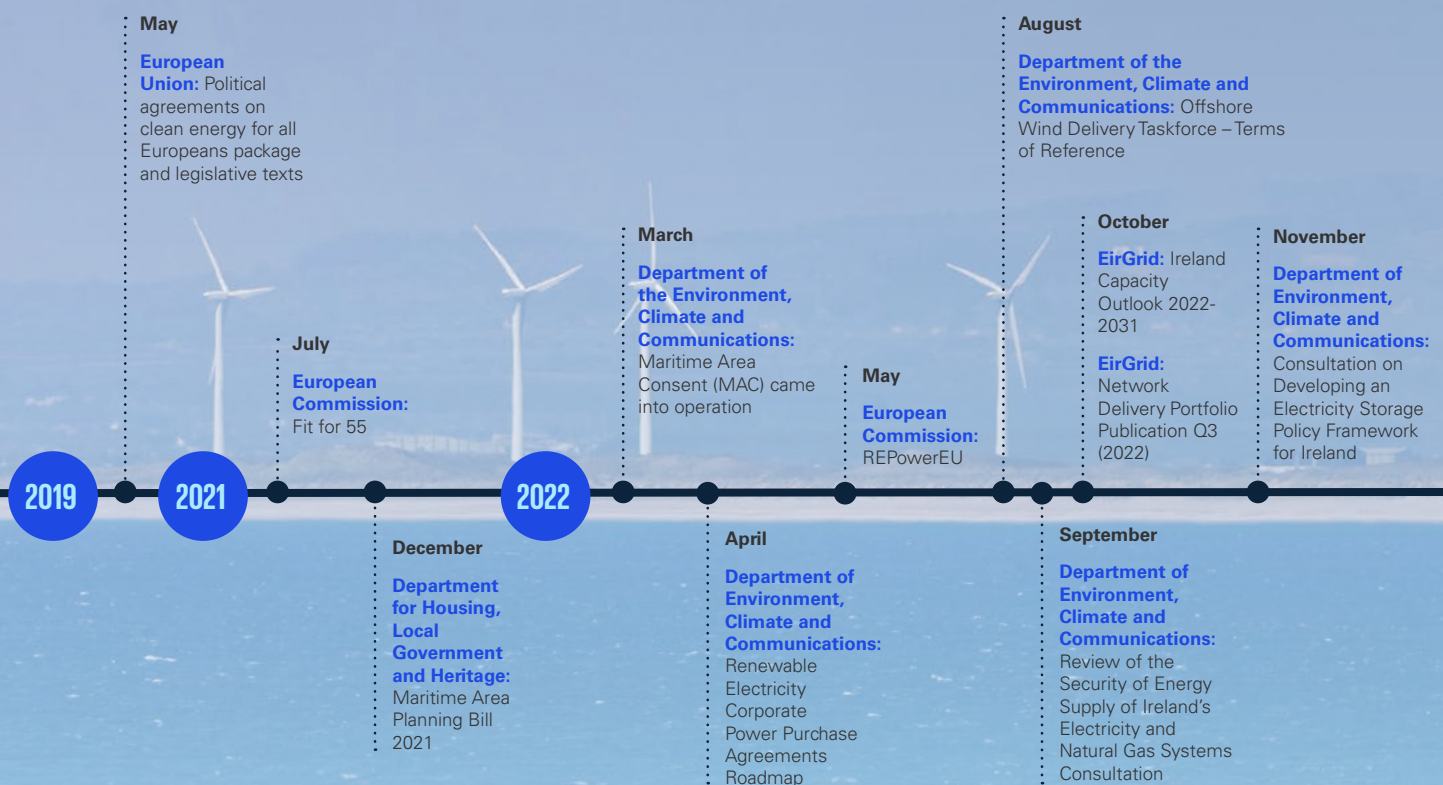 May
European
Union: Political
agreements on
clean energy for all
Europeans package
and legislative texts
August
Department of the
Environment, Climate and
Communications: Offshore
Wind Delivery Taskforce – Terms
of Reference
July
European
Commission:
Fit for 55
March
Department of
the Environment,
Climate and
Communications:
Maritime Area
Consent (MAC) came
into operation
May
European
Commission:
REPowerEU
October
EirGrid: Ireland
Capacity
Outlook 2022-
2031
EirGrid:
Network
Delivery Portfolio
Publication Q3
(2022)
November
Department of
Environment,
Climate and
Communications:
Consultation on
Developing an
Electricity Storage
Policy Framework
for Ireland
2019
2021
2022
December
Department
for Housing,
Local
Government
and Heritage:
Maritime Area
Planning Bill
2021
April
Department of
Environment,
Climate and
Communications:
Renewable
Electricity
Corporate
Power Purchase
Agreements
Roadmap
September
Department of
Environment,
Climate and
Communications:
Review of the
Security of Energy
Supply of Ireland’s
Electricity and
Natural Gas Systems
Consultation